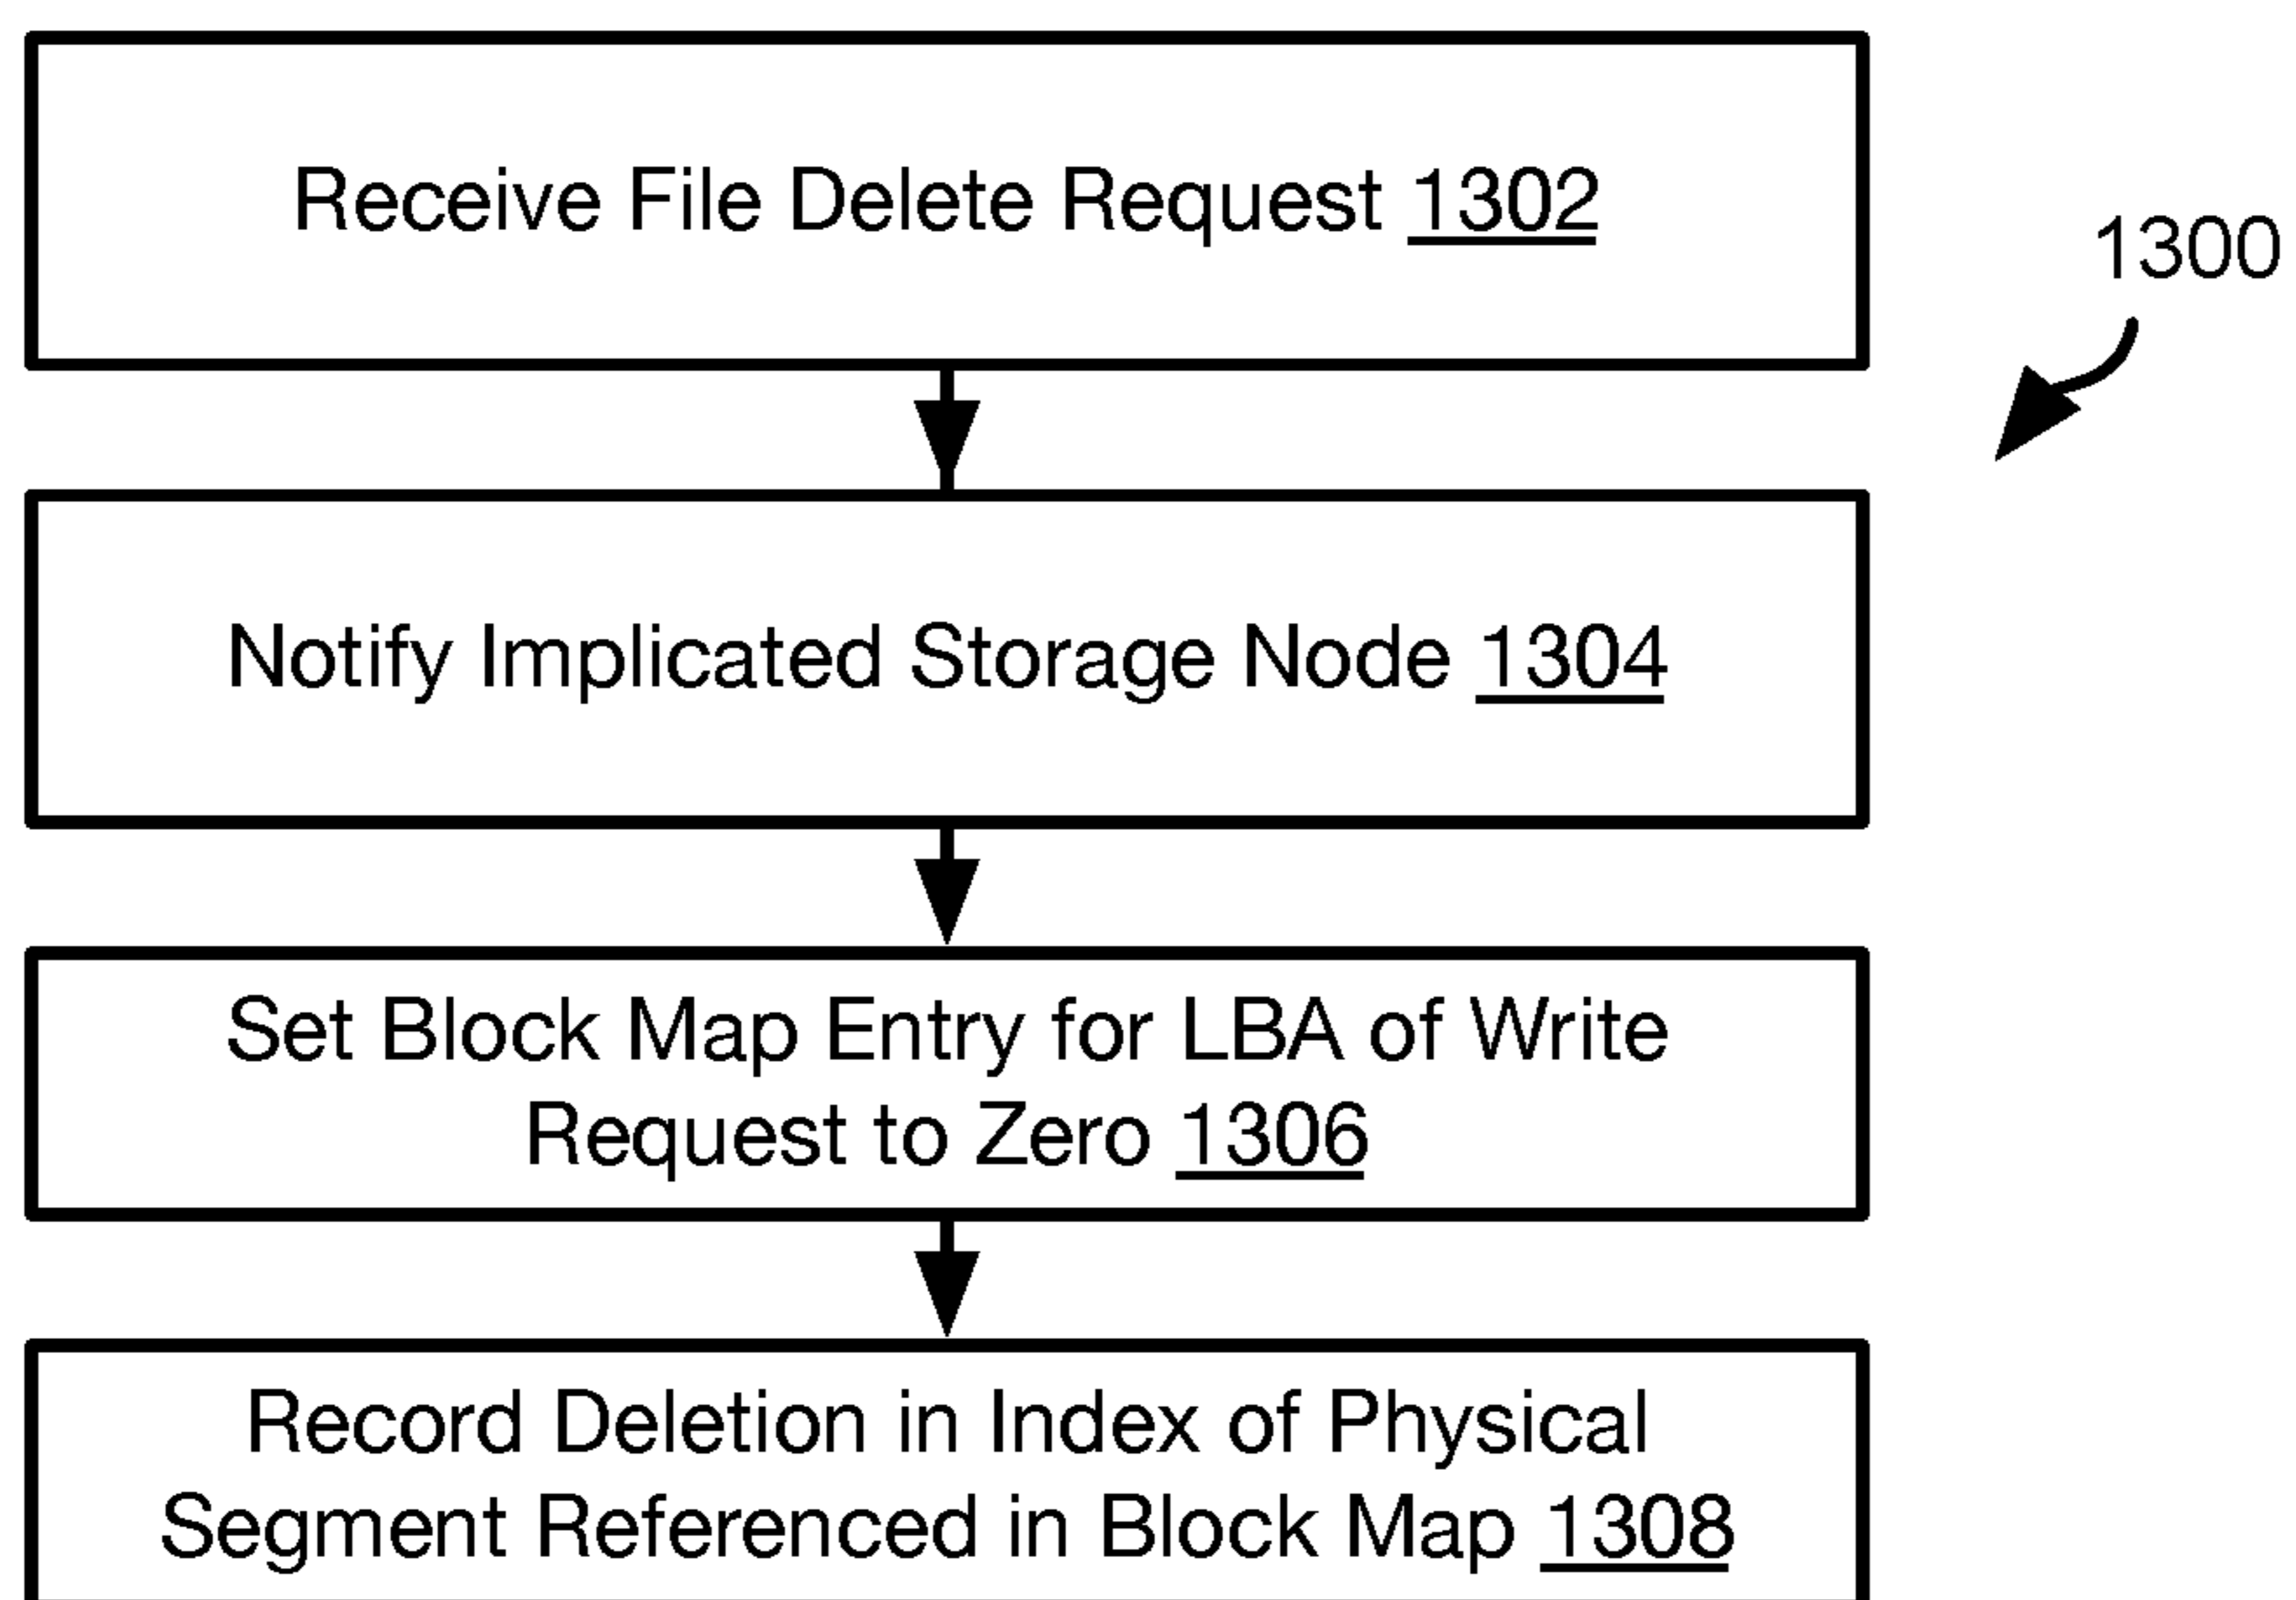 Receive File Delete Request 1302
1300
Notify Implicated Storage Node 1304
Set Block Map Entry for LBA of Write
Request to Zero 1306
Record Deletion in Index of Physical
Segment Referenced in Block Map 1308